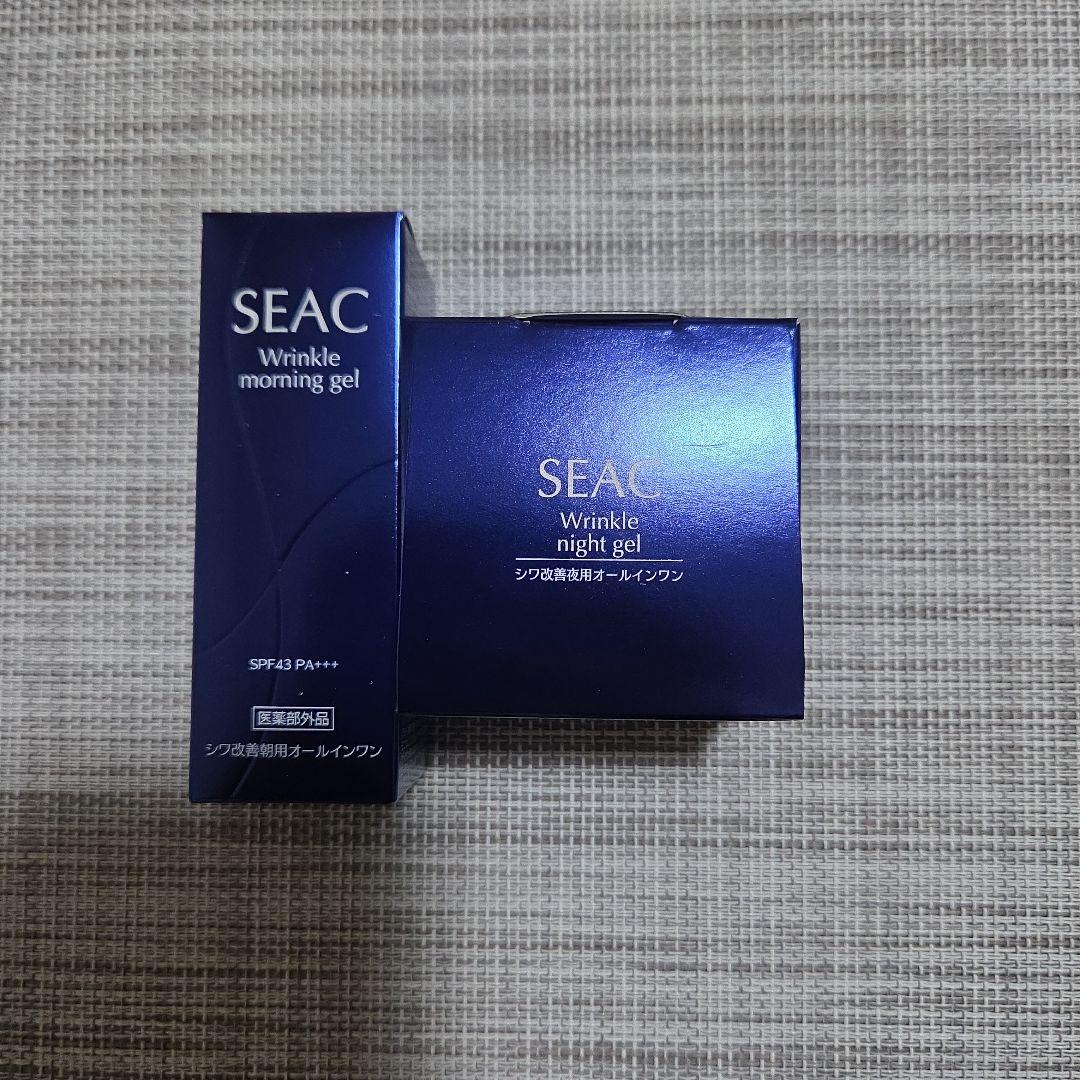 SEAC
Wrinkle
morning gel
SPF43 PA+++
医薬部外品
シワ改善朝用オールインワン
SEAC
Wrinkle
night gel
シワ改善夜用オールインワン